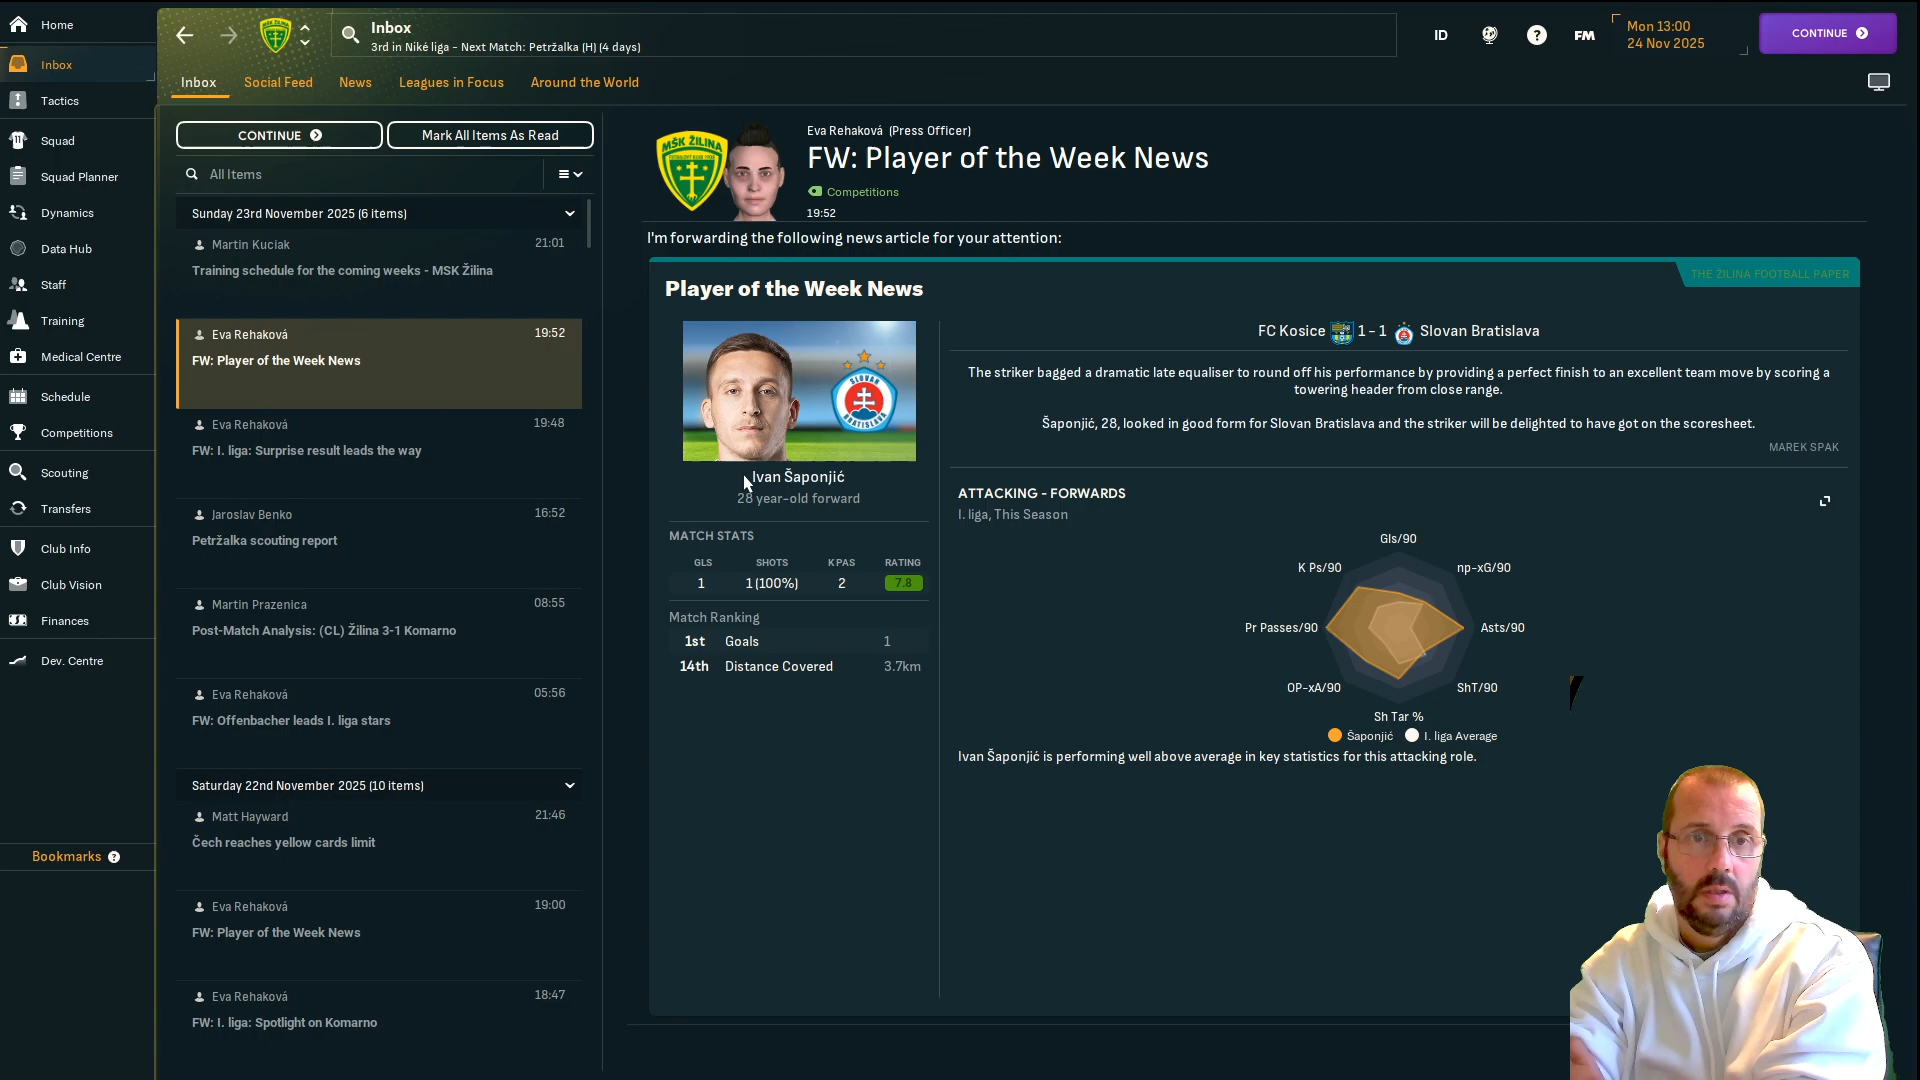 Home
Inbox
Tactics
Squad
Squad Planner
Dynamics
Data Hub
Staff
Training
Medical Centre
Schedule
Competitions
Scouting
Transfers
Club Info
Club Vision
Finances
Dev. Centre
Bookmarks ?
Inbox
3rd in Niké liga - Next Match: Petržalka (H) (4 days)
ID
?
FM
Mon 13:00
24 Nov 2025
CONTINUE
Inbox
Social Feed
News
Leagues in Focus
Around the World
CONTINUE
Mark All Items As Read
All Items
Sunday 23rd November 2025 (6 items)
Martin Kuciak 21:01
Training schedule for the coming weeks - MSK Žilina
Eva Rehaková 19:52
FW: Player of the Week News
Eva Rehaková 19:48
FW: I. liga: Surprise result leads the way
Jaroslav Benko 16:52
Petržalka scouting report
Martin Prazenica 08:55
Post-Match Analysis: (CL) Žilina 3-1 Komarno
Eva Rehaková 05:56
FW: Offenbacher leads I. liga stars
Saturday 22nd November 2025 (10 items)
Matt Hayward 21:46
Čech reaches yellow cards limit
Eva Rehaková 19:00
FW: Player of the Week News
Eva Rehaková 18:47
FW: I. liga: Spotlight on Komarno
MŠK ŽILINA
Eva Rehaková (Press Officer)
FW: Player of the Week News
Competitions
19:52
I'm forwarding the following news article for your attention:
THE ŽILINA FOOTBALL PAPER
Player of the Week News
SLOVAN
BRATISLAVA
Ivan Šaponjić
28 year-old forward
MATCH STATS
GLS SHOTS K PAS RATING
1 1 (100%) 2 7.8
Match Ranking
1st Goals 1
14th Distance Covered 3.7km
FC Kosice 1 - 1 Slovan Bratislava
The striker bagged a dramatic late equaliser to round off his performance by providing a perfect finish to an excellent team move by scoring a
towering header from close range.
Šaponjić, 28, looked in good form for Slovan Bratislava and the striker will be delighted to have got on the scoresheet.
MAREK SPAK
ATTACKING - FORWARDS
I. liga, This Season
Gls/90
K Ps/90
np-xG/90
Pr Passes/90
Asts/90
OP-xA/90
ShT/90
Sh Tar %
Šaponjić
I. liga Average
Ivan Šaponjić is performing well above average in key statistics for this attacking role.